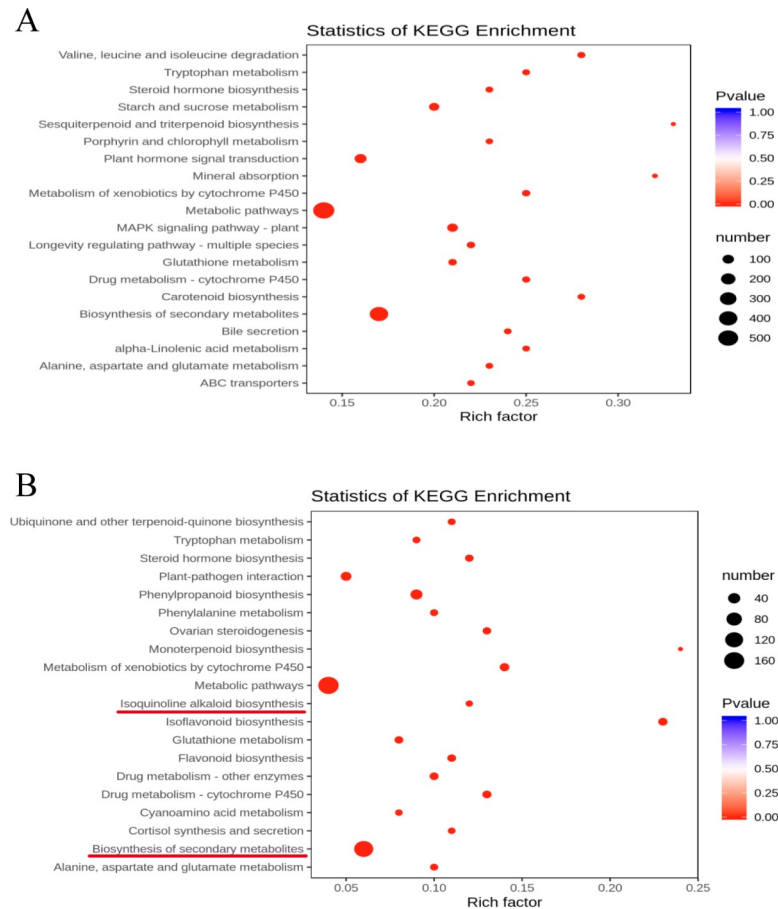 A
Statistics of KEGG Enrichment
Valine, leucine and isoleucine degradation
Tryptophan metabolism
Steroid hormone biosynthesis
Starch and sucrose metabolism
Sesquiterpenoid and triterpenoid biosynthesis
Porphyrin and chlorophyll metabolism
Plant hormone signal transduction
Mineral absorption
Metabolism of xenobiotics by cytochrome P450
Metabolic pathways
MAPK signaling pathway - plant
Longevity regulating pathway - multiple species
Glutathione metabolism
Drug metabolism - cytochrome P450
Carotenoid biosynthesis
Biosynthesis of secondary metabolites
Bile secretion
alpha-Linolenic acid metabolism
Alanine, aspartate and glutamate metabolism
ABC transporters
0.15 0.20 0.25 0.30
Rich factor
Pvalue
1.00
0.75
0.50
0.25
0.00
number
100
200
300
400
500
B
Statistics of KEGG Enrichment
Ubiquinone and other terpenoid-quinone biosynthesis
Tryptophan metabolism
Steroid hormone biosynthesis
Plant-pathogen interaction
Phenylpropanoid biosynthesis
Phenylalanine metabolism
Ovarian steroidogenesis
Monoterpenoid biosynthesis
Metabolism of xenobiotics by cytochrome P450
Metabolic pathways
Isoquinoline alkaloid biosynthesis
Isoflavonoid biosynthesis
Glutathione metabolism
Flavonoid biosynthesis
Drug metabolism - other enzymes
Drug metabolism - cytochrome P450
Cyanoamino acid metabolism
Cortisol synthesis and secretion
Biosynthesis of secondary metabolites
Alanine, aspartate and glutamate metabolism
0.05 0.10 0.15 0.20 0.25
Rich factor
number
40
80
120
160
Pvalue
1.00
0.75
0.50
0.25
0.00